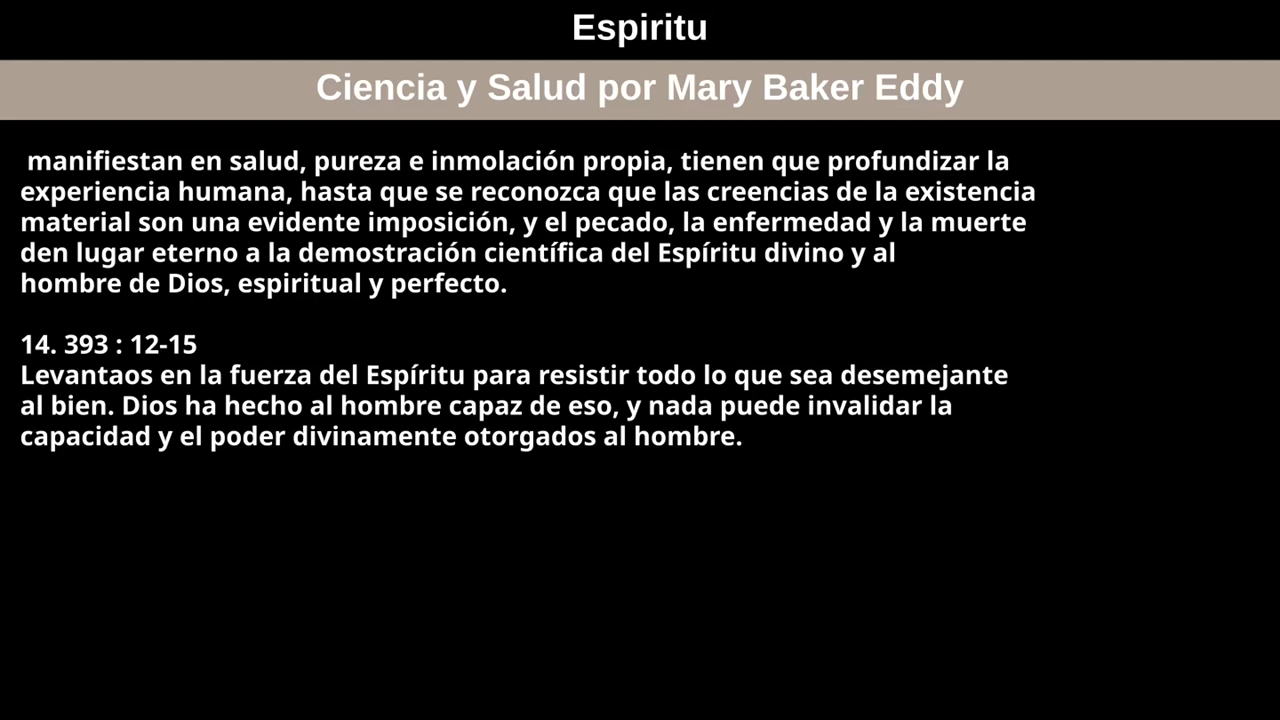 Espiritu
Ciencia y Salud por Mary Baker Eddy
manifiestan en salud, pureza e inmolación propia, tienen que profundizar la
experiencia humana, hasta que se reconozca que las creencias de la existencia
material son una evidente imposición, y el pecado, la enfermedad y la muerte
den lugar eterno a la demostración científica del Espíritu divino y al
hombre de Dios, espiritual y perfecto.
14. 393 : 12-15
Levantaos en la fuerza del Espíritu para resistir todo lo que sea desemejante
al bien. Dios ha hecho al hombre capaz de eso, y nada puede invalidar la
capacidad y el poder divinamente otorgados al hombre.